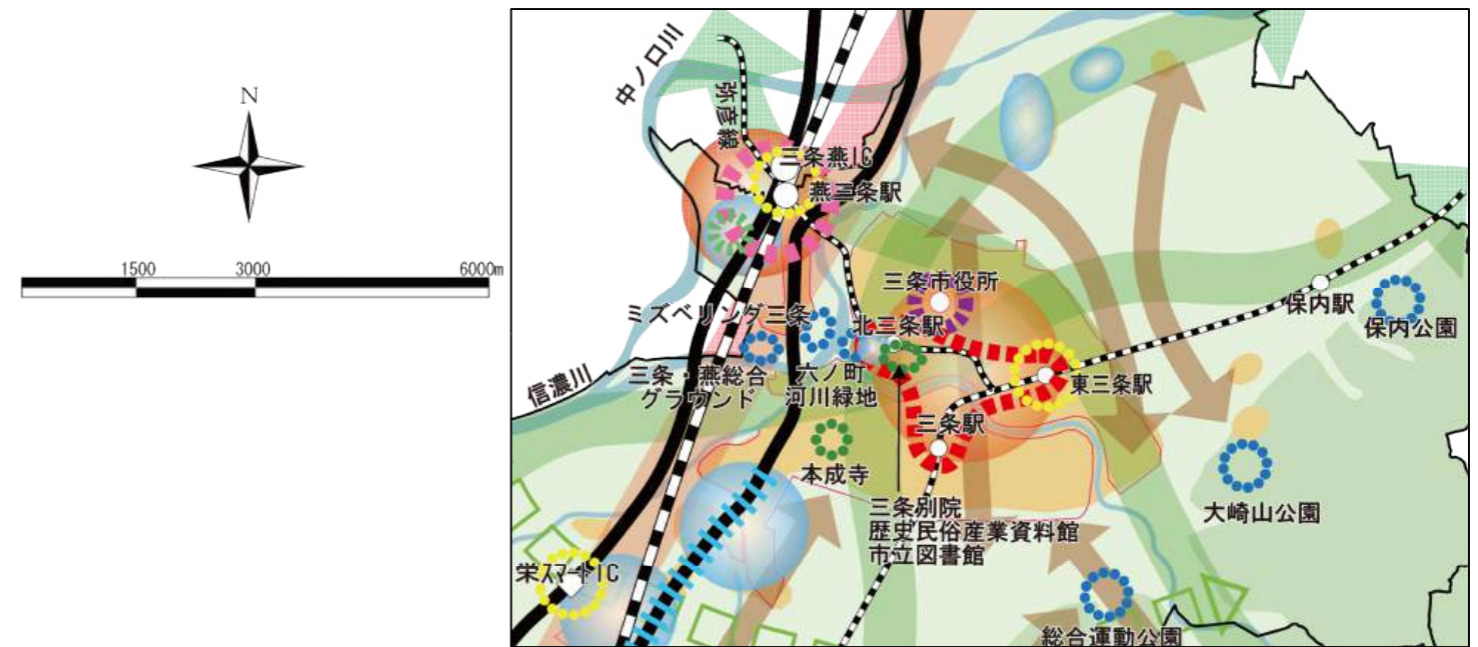 N
1500
3000
6000m
中ノ口川
弥彦線
三条燕IC
燕三条駅
三条市役所
保内駅
ミズベリング三条
北三条駅
保内公園
信濃川
三条・燕総合
グラウンド
六ノ町
河川緑地
東三条駅
三条駅
本成寺
大崎山公園
三条別院
歴史民俗産業資料館
市立図書館
栄スマートIC
総合運動公園